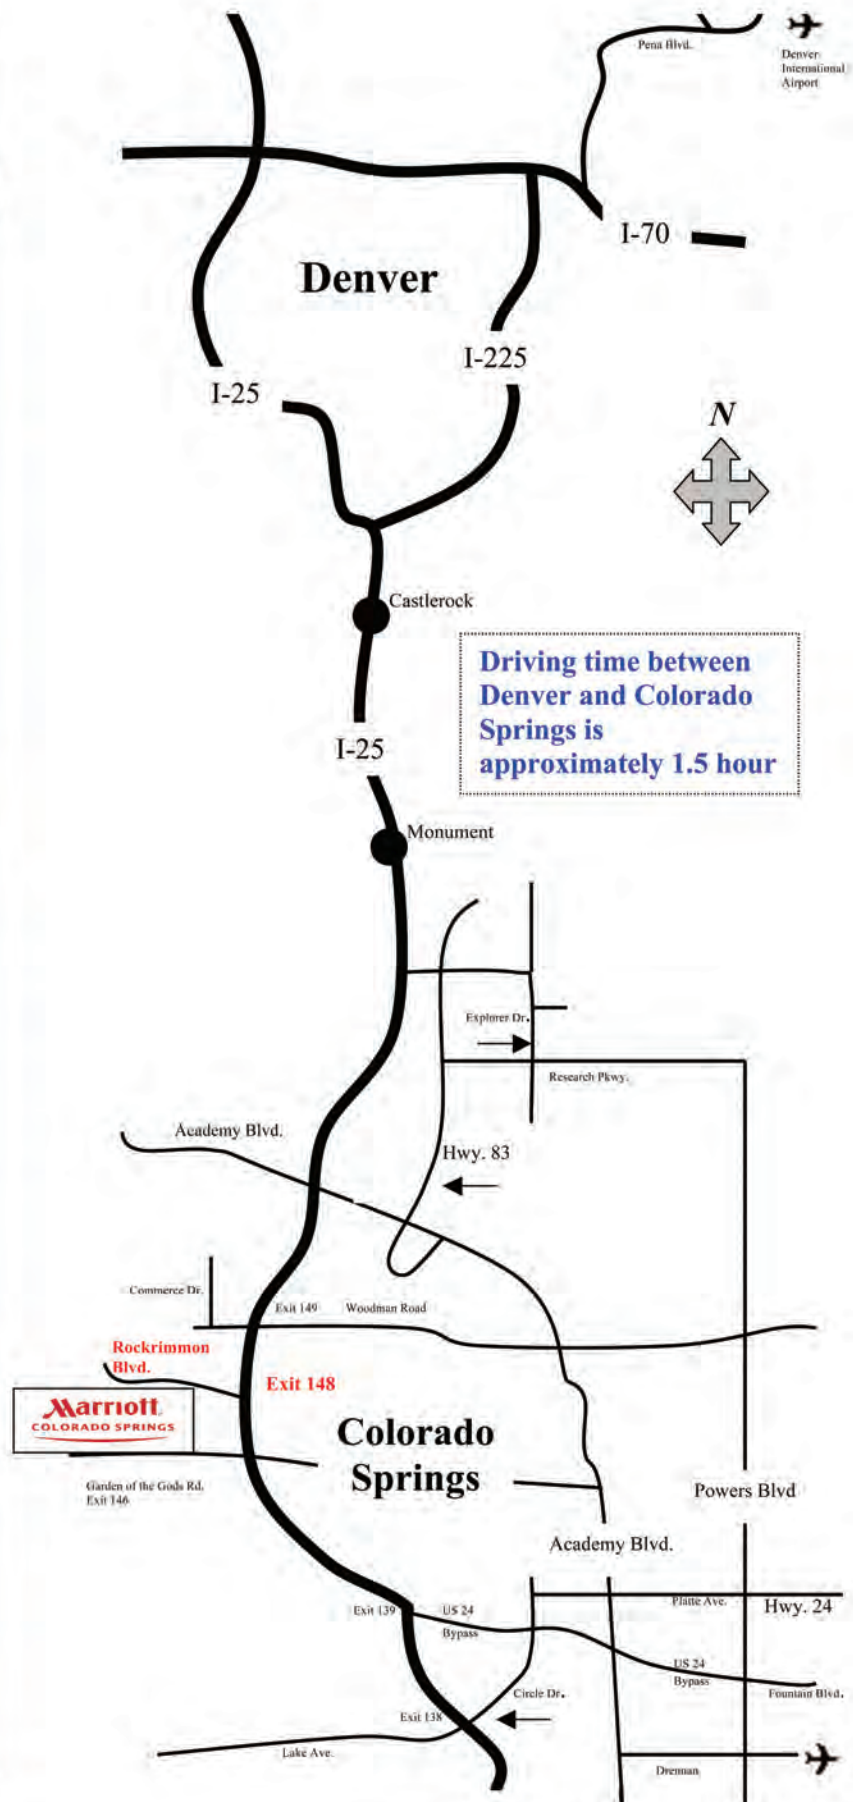 Pena Blvd.
Denver
International
Airport
I-70
Denver
I-225
I-25
N
Castlerock
Driving time between
Denver and Colorado
Springs is
approximately 1.5 hour
I-25
Monument
Explorer Dr.
Research Pkwy.
Academy Blvd.
Hwy. 83
Commerce Dr.
Exit 149
Woodman Road
Rockrimmon
Blvd.
Exit 148
Marriott
COLORADO SPRINGS
Colorado
Springs
Garden of the Gods Rd.
Exit 146
Powers Blvd
Academy Blvd.
Platte Ave.
Hwy. 24
Exit 139
US 24
Bypass
US 24
Bypass
Fountain Blvd.
Circle Dr.
Exit 138
Lake Ave.
Drennan